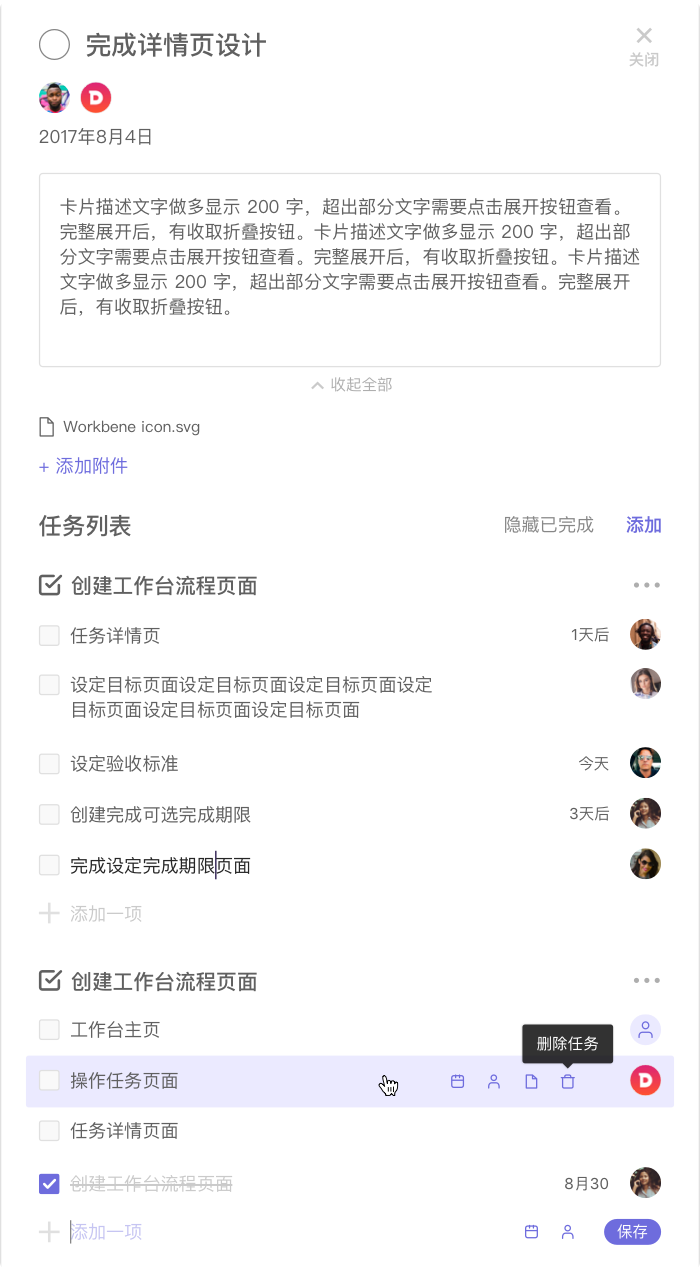 完成详情页设计
关闭
D
2017年8月4日
卡片描述文字做多显示 200 字，超出部分文字需要点击展开按钮查看。
完整展开后，有收取折叠按钮。卡片描述文字做多显示 200 字，超出部
分文字需要点击展开按钮查看。完整展开后，有收取折叠按钮。卡片描述
文字做多显示 200 字，超出部分文字需要点击展开按钮查看。完整展开
后，有收取折叠按钮。
收起全部
Workbene icon.svg
+ 添加附件
任务列表 隐藏已完成 添加
创建工作台流程页面
任务详情页 1天后
设定目标页面设定目标页面设定目标页面设定
目标页面设定目标页面设定目标页面
设定验收标准 今天
创建完成可选完成期限 3天后
完成设定完成期限页面
添加一项
创建工作台流程页面
工作台主页
删除任务
操作任务页面 D
任务详情页面
创建工作台流程页面 8月30
添加一项 保存